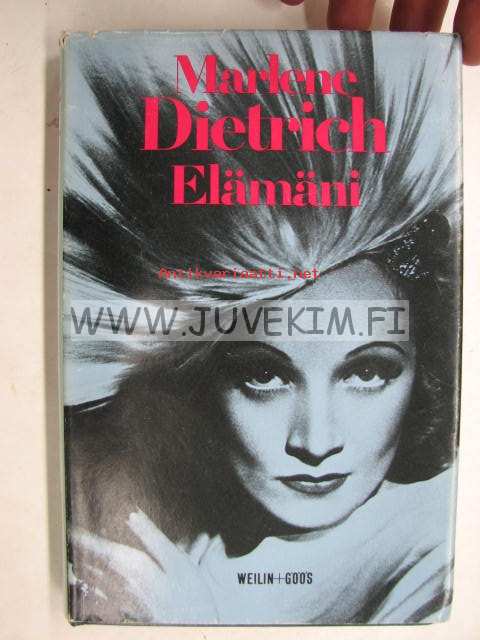 Marlene
Dietrich
Elämäni
Antikvariaatti.net
WWW.JUVEKIM.FI
WEILIN+GÖÖS